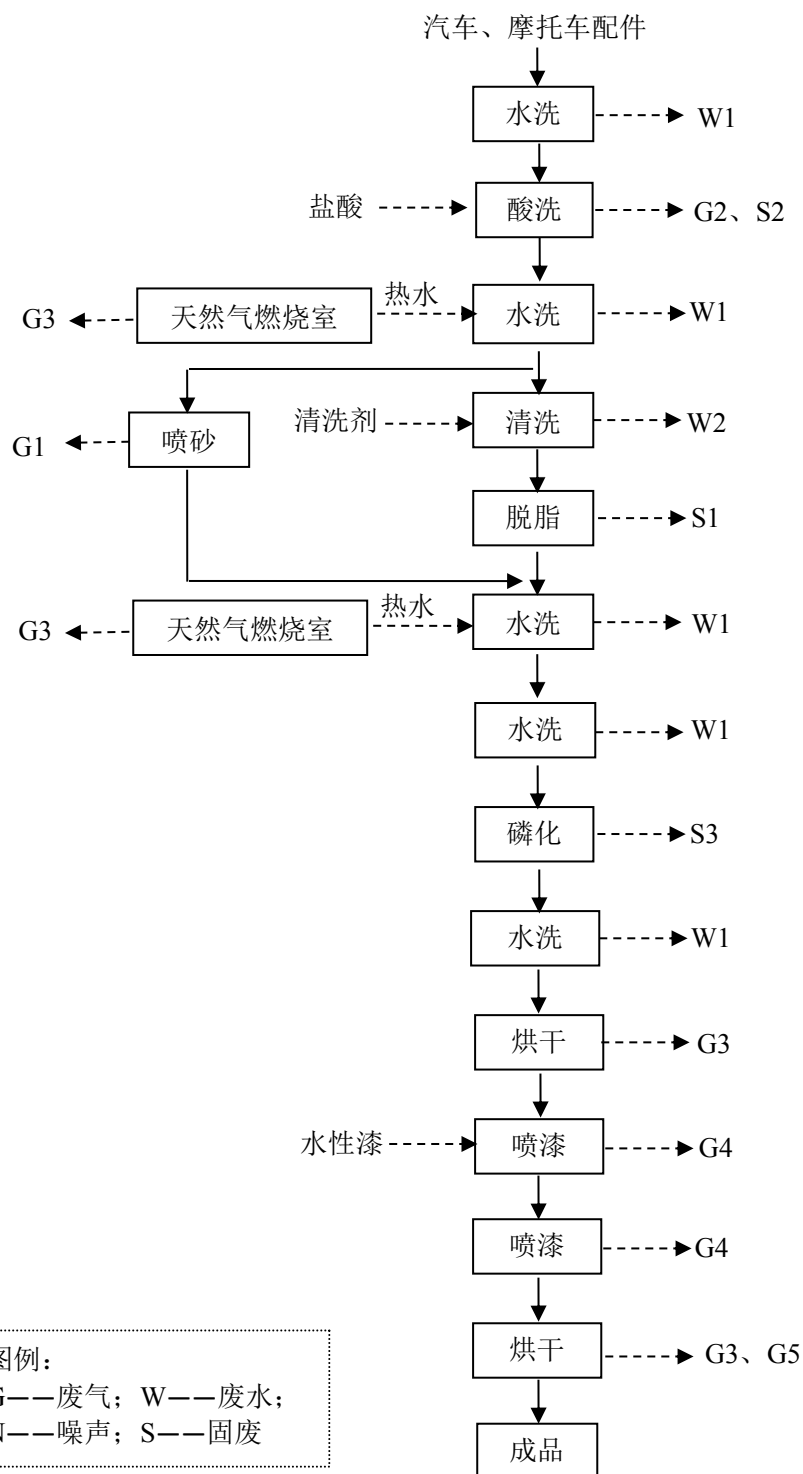 汽车、摩托车配件
水洗
W1
盐酸
酸洗
G2、S2
G3
天然气燃烧室
热水
水洗
W1
G1
喷砂
清洗剂
清洗
W2
脱脂
S1
G3
天然气燃烧室
热水
水洗
W1
水洗
W1
磷化
S3
水洗
W1
烘干
G3
水性漆
喷漆
G4
喷漆
G4
烘干
G3、G5
成品
图例：
G——废气；W——废水；
N——噪声；S——固废